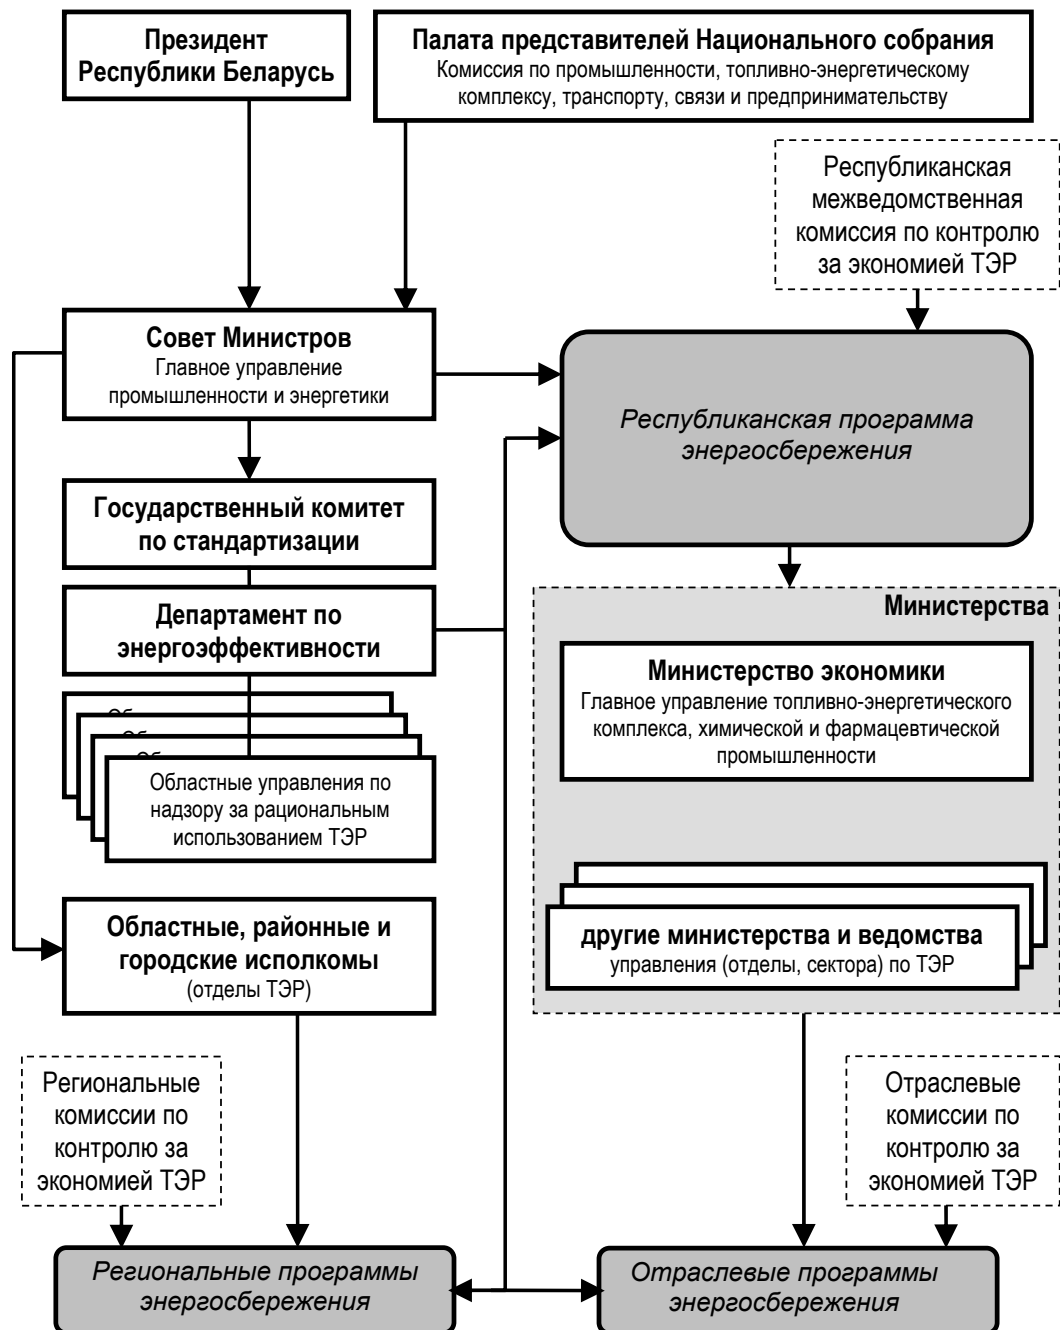 Президент
Республики Беларусь
Палата представителей Национального собрания
Комиссия по промышленности, топливно-энергетическому
комплексу, транспорту, связи и предпринимательству
Республиканская
межведомственная
комиссия по контролю
за экономией ТЭР
Совет Министров
Главное управление
промышленности и энергетики
Республиканская программа
энергосбережения
Государственный комитет
по стандартизации
Департамент по
энергоэффективности
Министерства
Министерство экономики
Главное управление топливно-энергетического
комплекса, химической и фармацевтической
промышленности
Областные управления по
надзору за рациональным
использованием ТЭР
Областные, районные и
городские исполкомы
(отделы ТЭР)
другие министерства и ведомства
управления (отделы, сектора) по ТЭР
Региональные
комиссии по
контролю за
экономией ТЭР
Отраслевые
комиссии по
контролю за
экономией ТЭР
Региональные программы
энергосбережения
Отраслевые программы
энергосбережения